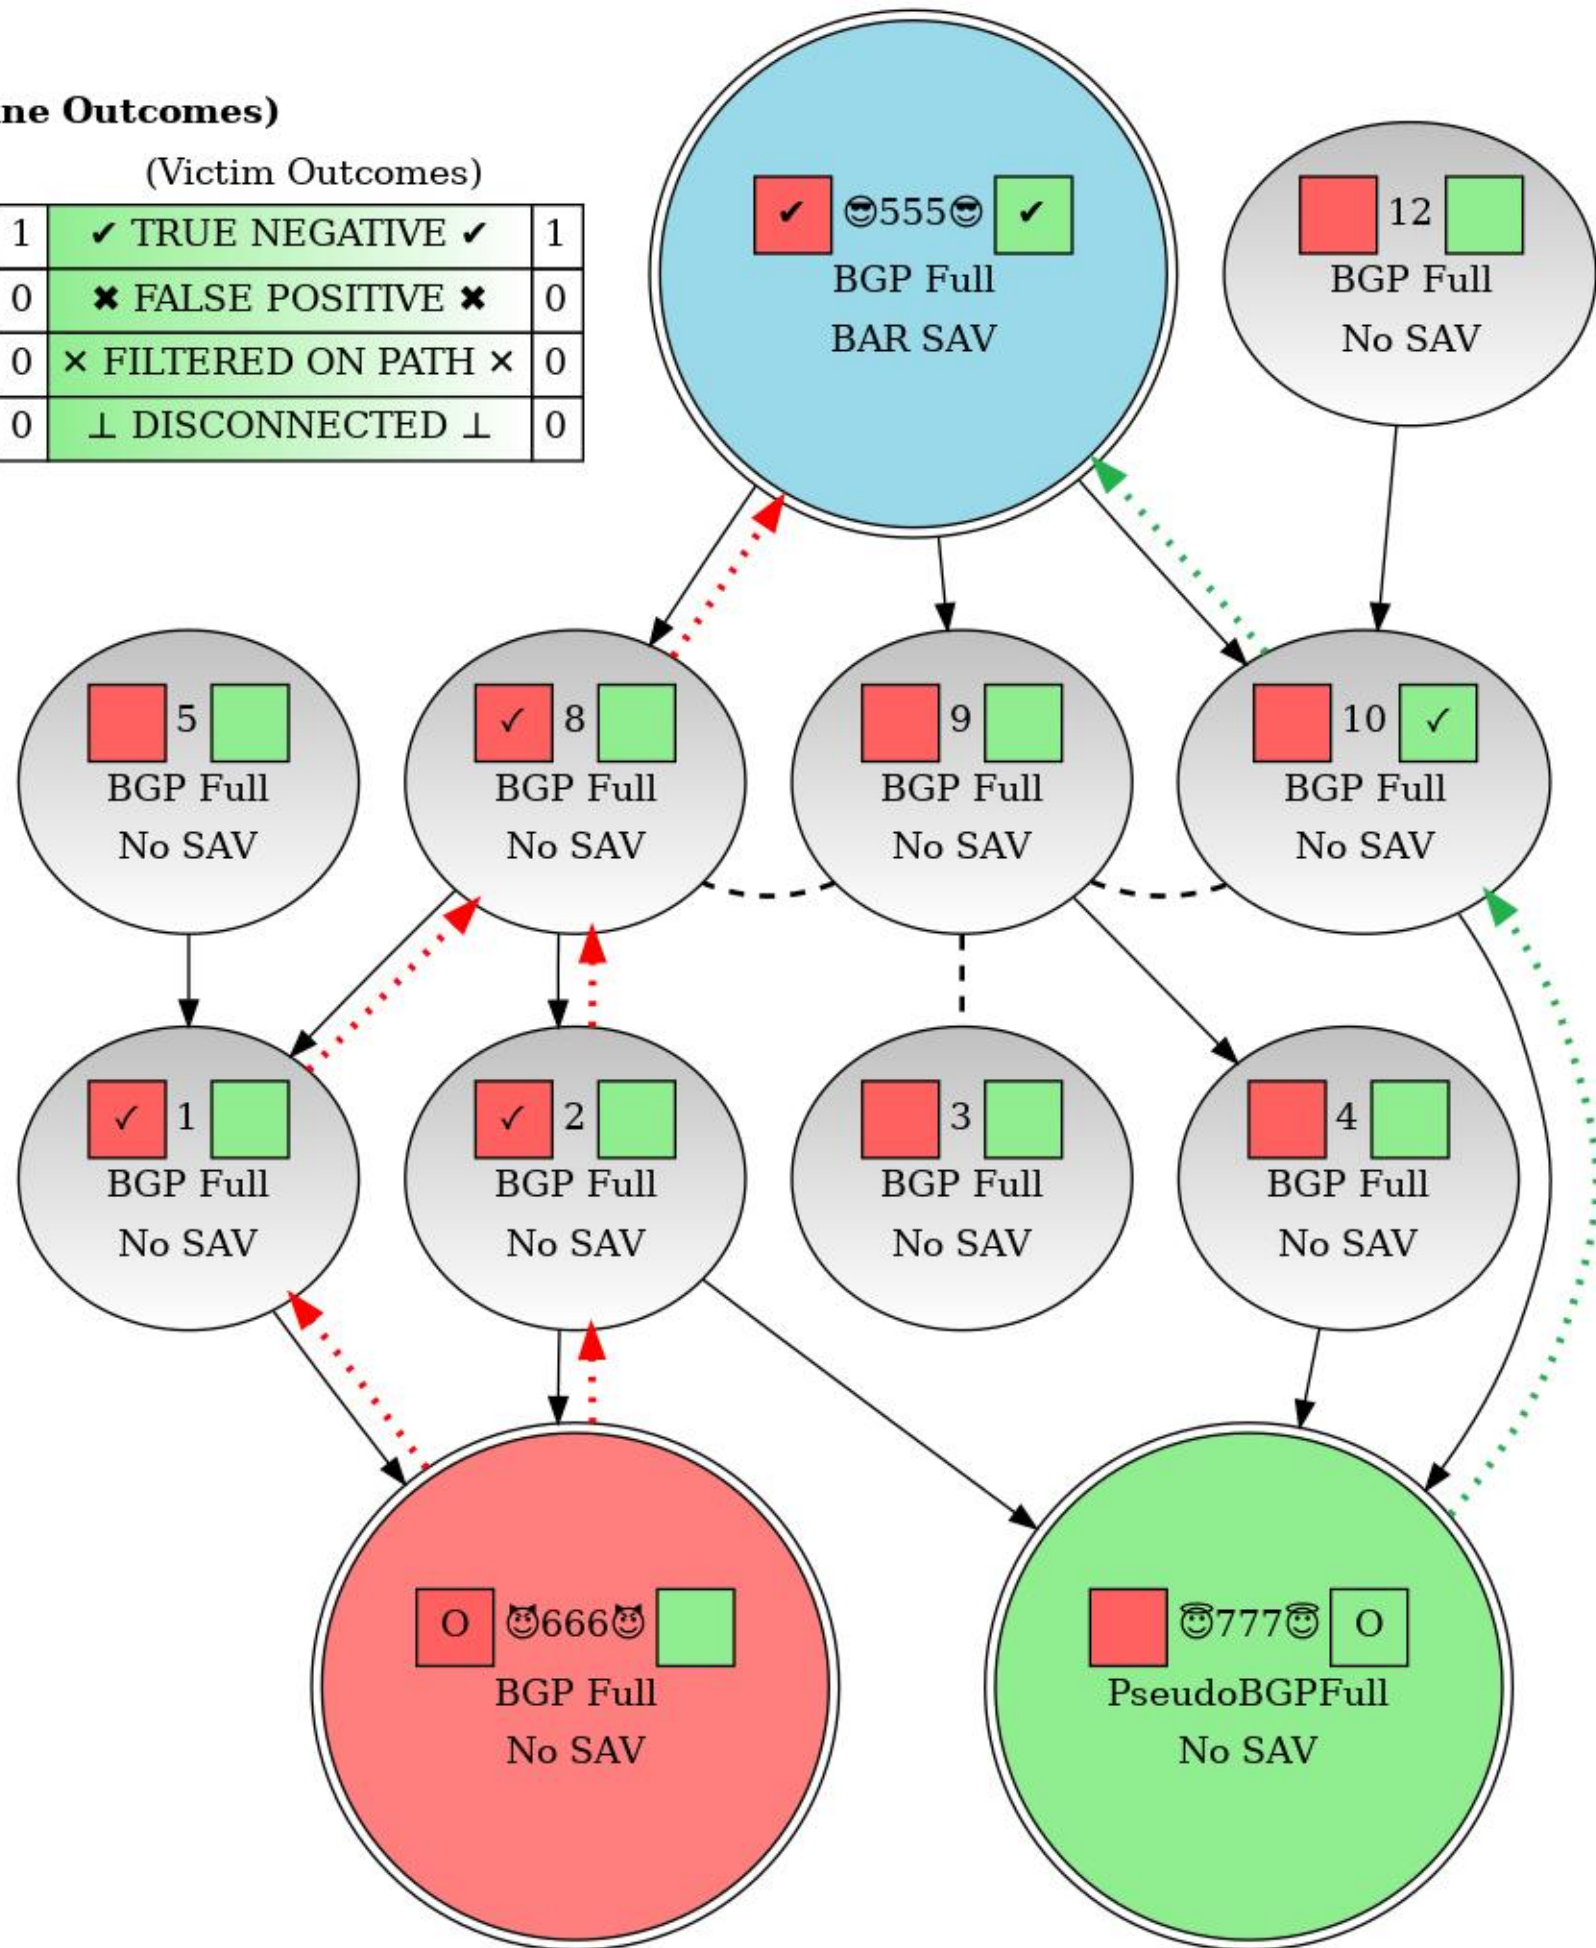 ne Outcomes)
(Victim Outcomes)
1 ✔ TRUE NEGATIVE ✔ 1
0 ✖ FALSE POSITIVE ✖ 0
0 ✕ FILTERED ON PATH ✕ 0
0 ⊥ DISCONNECTED ⊥ 0
✔ 😎555😎 ✔
BGP Full
BAR SAV
12
BGP Full
No SAV
5
BGP Full
No SAV
✓ 8
BGP Full
No SAV
9
BGP Full
No SAV
10 ✓
BGP Full
No SAV
✓ 1
BGP Full
No SAV
✓ 2
BGP Full
No SAV
3
BGP Full
No SAV
4
BGP Full
No SAV
O 😈666😈
BGP Full
No SAV
😇777😇 O
PseudoBGPFull
No SAV